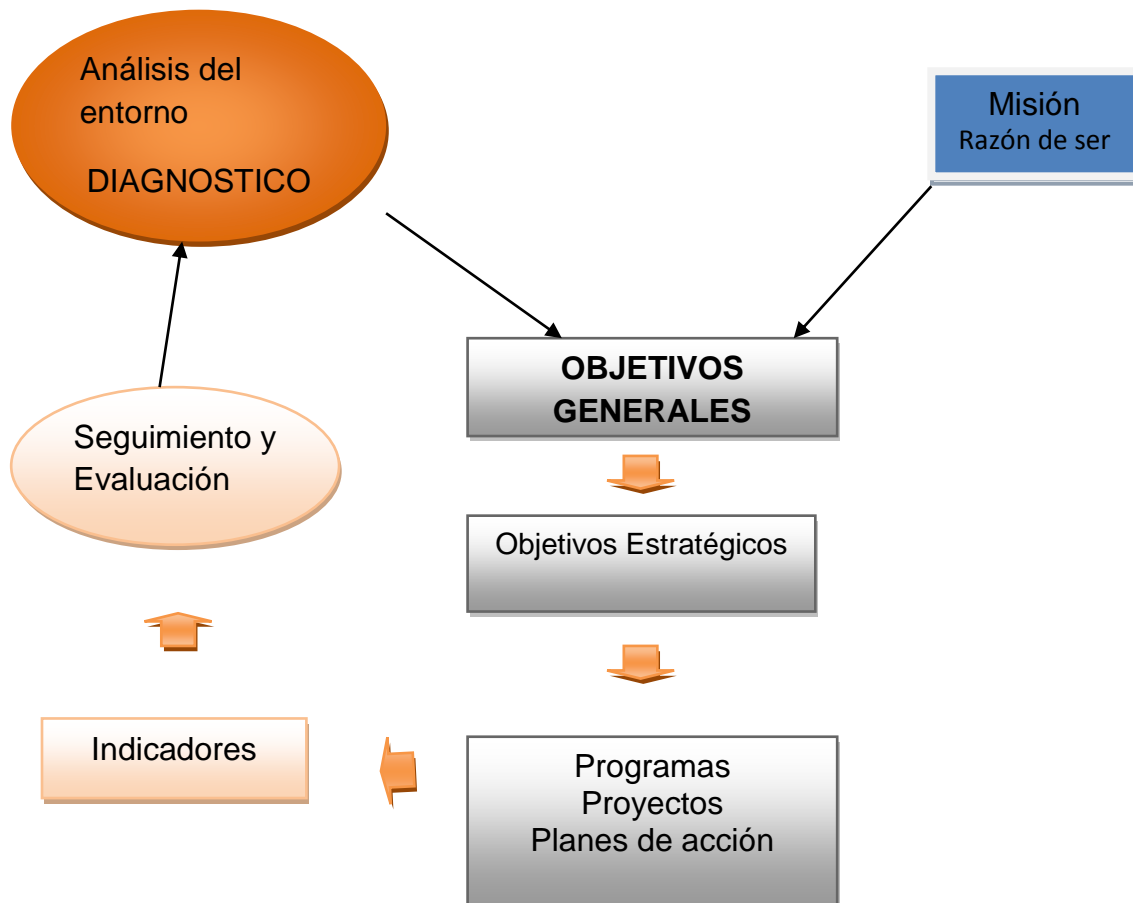 Análisis del
entorno
DIAGNOSTICO
Misión
Razón de ser
OBJETIVOS
GENERALES
Seguimiento y
Evaluación
Objetivos Estratégicos
Indicadores
Programas
Proyectos
Planes de acción